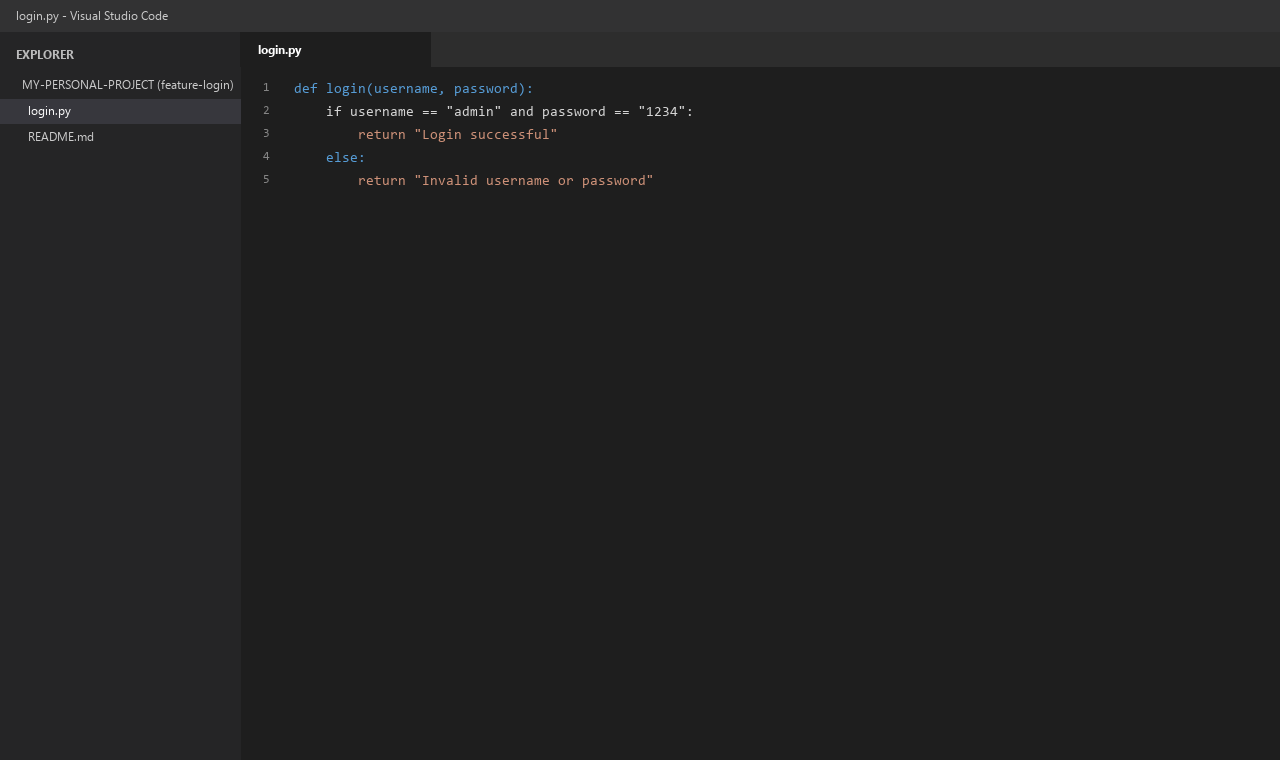 login.py - Visual Studio Code
EXPLORER
MY-PERSONAL-PROJECT (feature-login)
login.py
README.md
login.py
1 def login(username, password):
2     if username == "admin" and password == "1234":
3         return "Login successful"
4     else:
5         return "Invalid username or password"